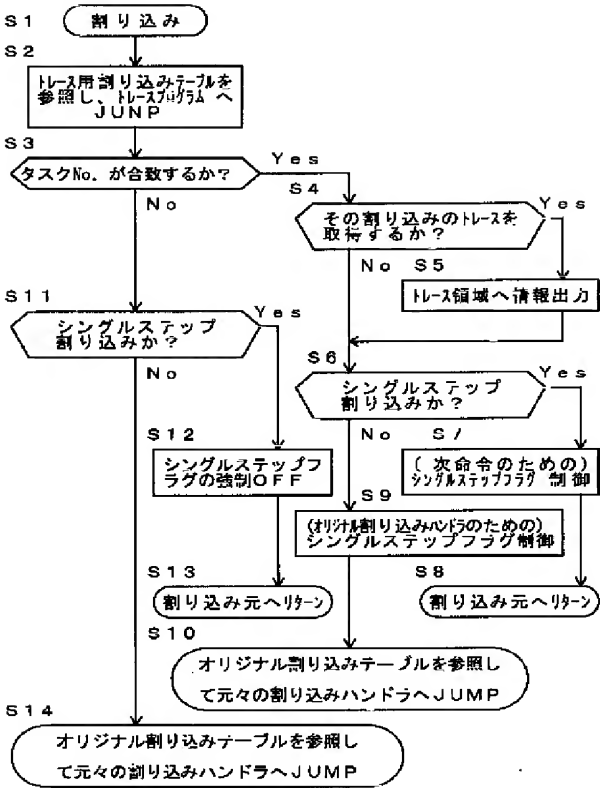 S1
割り込み
S2
トレース用割り込みテーブルを
参照し、トレースプログラム へ
JUNP
S3
タスクNo. が合致するか？
Yes
No
S4
その割り込みのトレースを
取得するか？
Yes
No
S5
トレース領域へ情報出力
S11
シングルステップ
割り込みか？
Yes
No
S6
シングルステップ
割り込みか？
Yes
No
S12
シングルステップフ
ラグの強制OFF
S7
( 次命令のための)
シングルステップフラグ 制御
S9
(オリジナル割り込みハンドラのための)
シングルステップフラグ制御
S13
割り込み元へリターン
S8
割り込み元へリターン
S10
オリジナル割り込みテーブルを参照し
て元々の割り込みハンドラへJUMP
S14
オリジナル割り込みテーブルを参照し
て元々の割り込みハンドラへJUMP